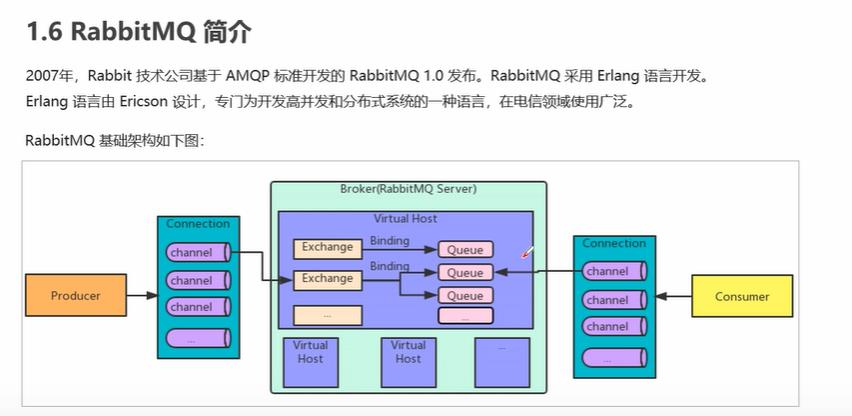 1.6 RabbitMQ 简介
2007年，Rabbit 技术公司基于 AMQP 标准开发的 RabbitMQ 1.0 发布。RabbitMQ 采用 Erlang 语言开发。
Erlang 语言由 Ericson 设计，专门为开发高并发和分布式系统的一种语言，在电信领域使用广泛。
RabbitMQ 基础架构如下图：
Broker(RabbitMQ Server)
Virtual Host
Connection
channel
channel
channel
...
Producer
Exchange
Binding
Queue
Exchange
Binding
Queue
Queue
...
...
Connection
channel
channel
channel
...
Consumer
Virtual
Host
Virtual
Host
...